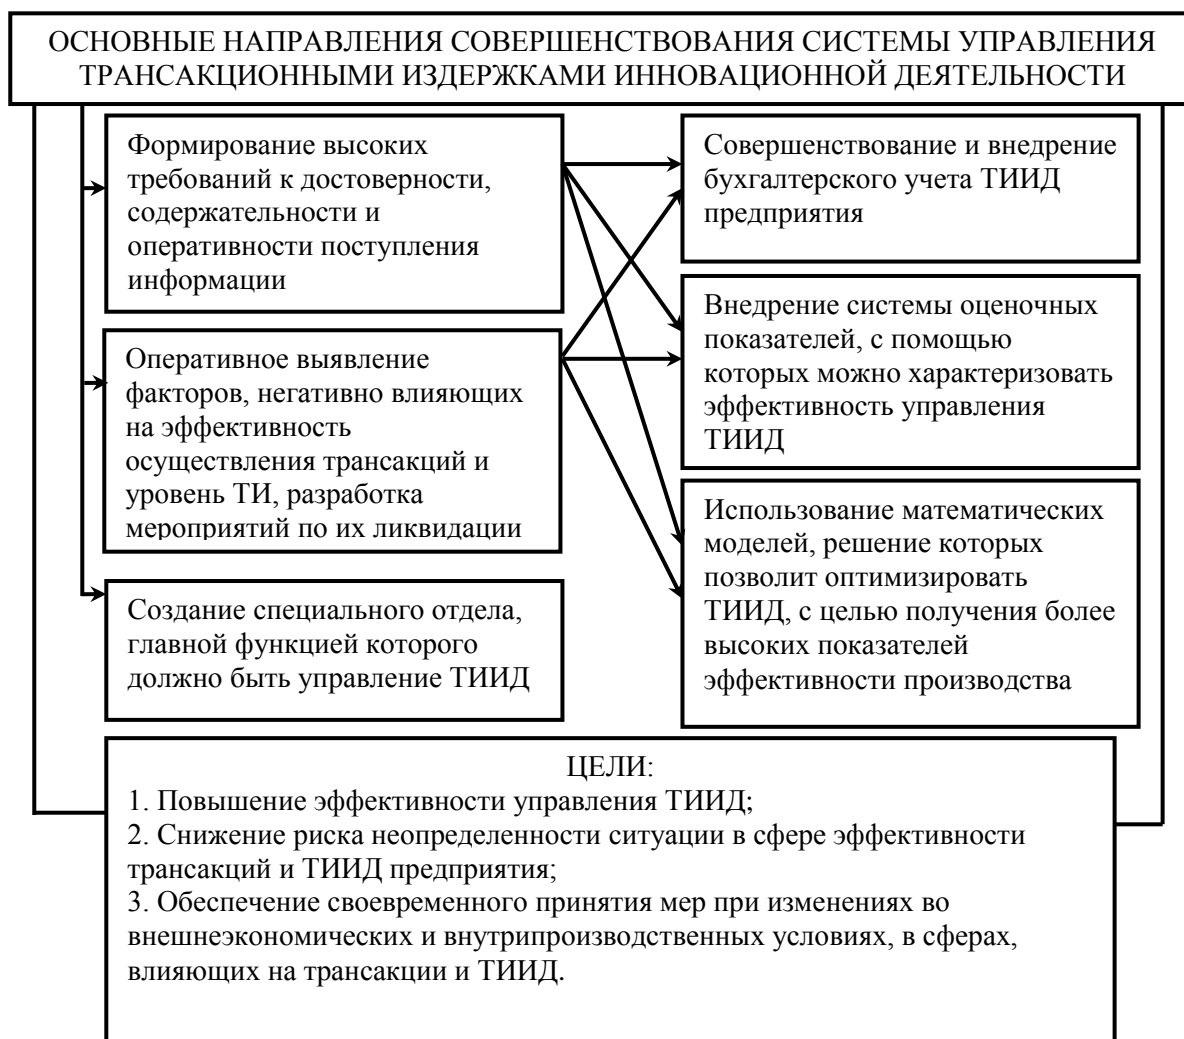 ОСНОВНЫЕ НАПРАВЛЕНИЯ СОВЕРШЕНСТВОВАНИЯ СИСТЕМЫ УПРАВЛЕНИЯ
ТРАНСАКЦИОННЫМИ ИЗДЕРЖКАМИ ИННОВАЦИОННОЙ ДЕЯТЕЛЬНОСТИ
Формирование высоких
требований к достоверности,
содержательности и
оперативности поступления
информации
Оперативное выявление
факторов, негативно влияющих
на эффективность
осуществления трансакций и
уровень ТИ, разработка
мероприятий по их ликвидации
Создание специального отдела,
главной функцией которого
должно быть управление ТИИД
Совершенствование и внедрение
бухгалтерского учета ТИИД
предприятия
Внедрение системы оценочных
показателей, с помощью
которых можно характеризовать
эффективность управления
ТИИД
Использование математических
моделей, решение которых
позволит оптимизировать
ТИИД, с целью получения более
высоких показателей
эффективности производства
ЦЕЛИ:
1. Повышение эффективности управления ТИИД;
2. Снижение риска неопределенности ситуации в сфере эффективности
трансакций и ТИИД предприятия;
3. Обеспечение своевременного принятия мер при изменениях во
внешнеэкономических и внутрипроизводственных условиях, в сферах,
влияющих на трансакции и ТИИД.